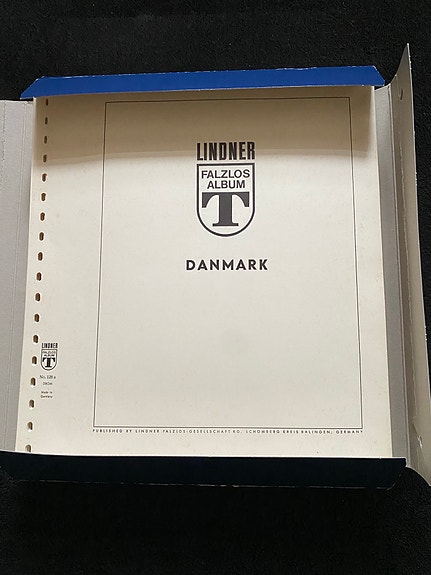 LINDNER
FALZLOS
ALBUM
T
DANMARK
LINDNER
FALZLOS
ALBUM
T
Made in
Germany
PUBLISHED BY LINDNER FALZLOS-GESELLSCHAFT KG, SCHÖMBERG KREIS BALINGEN, GERMANY